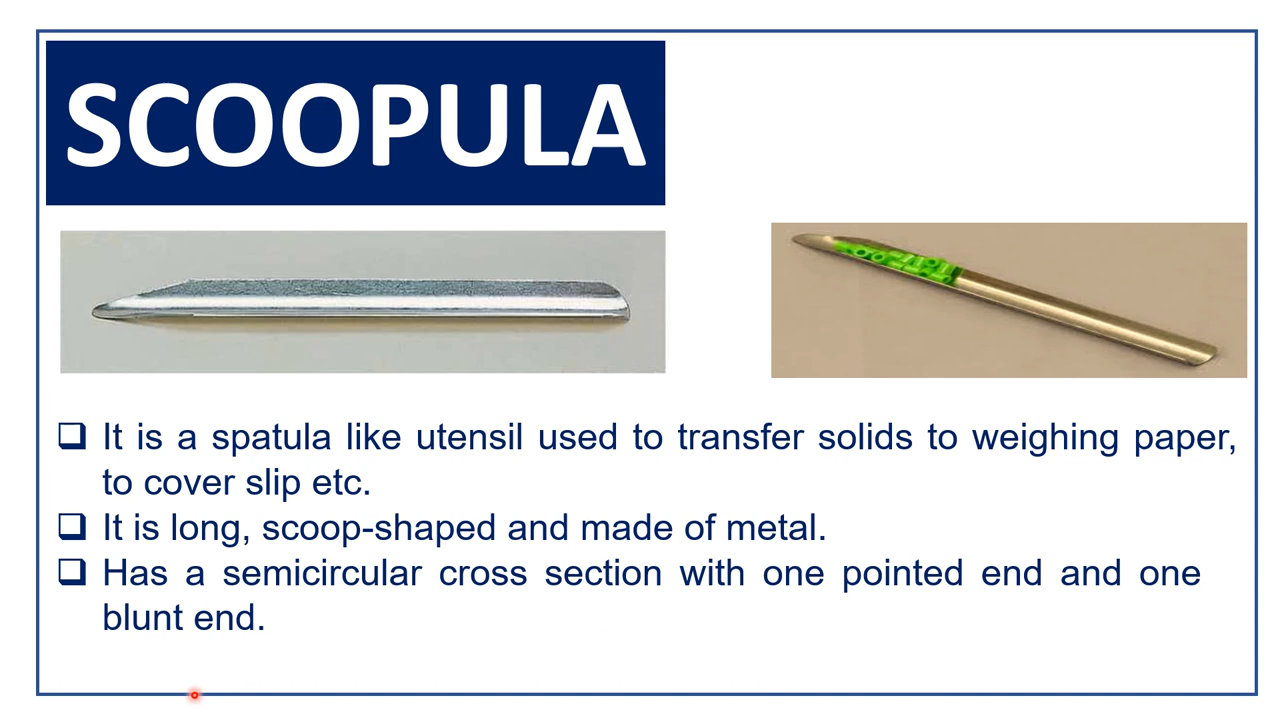 SCOOPULA
❑ It is a spatula like utensil used to transfer solids to weighing paper,
to cover slip etc.
❑ It is long, scoop-shaped and made of metal.
❑ Has a semicircular cross section with one pointed end and one
blunt end.